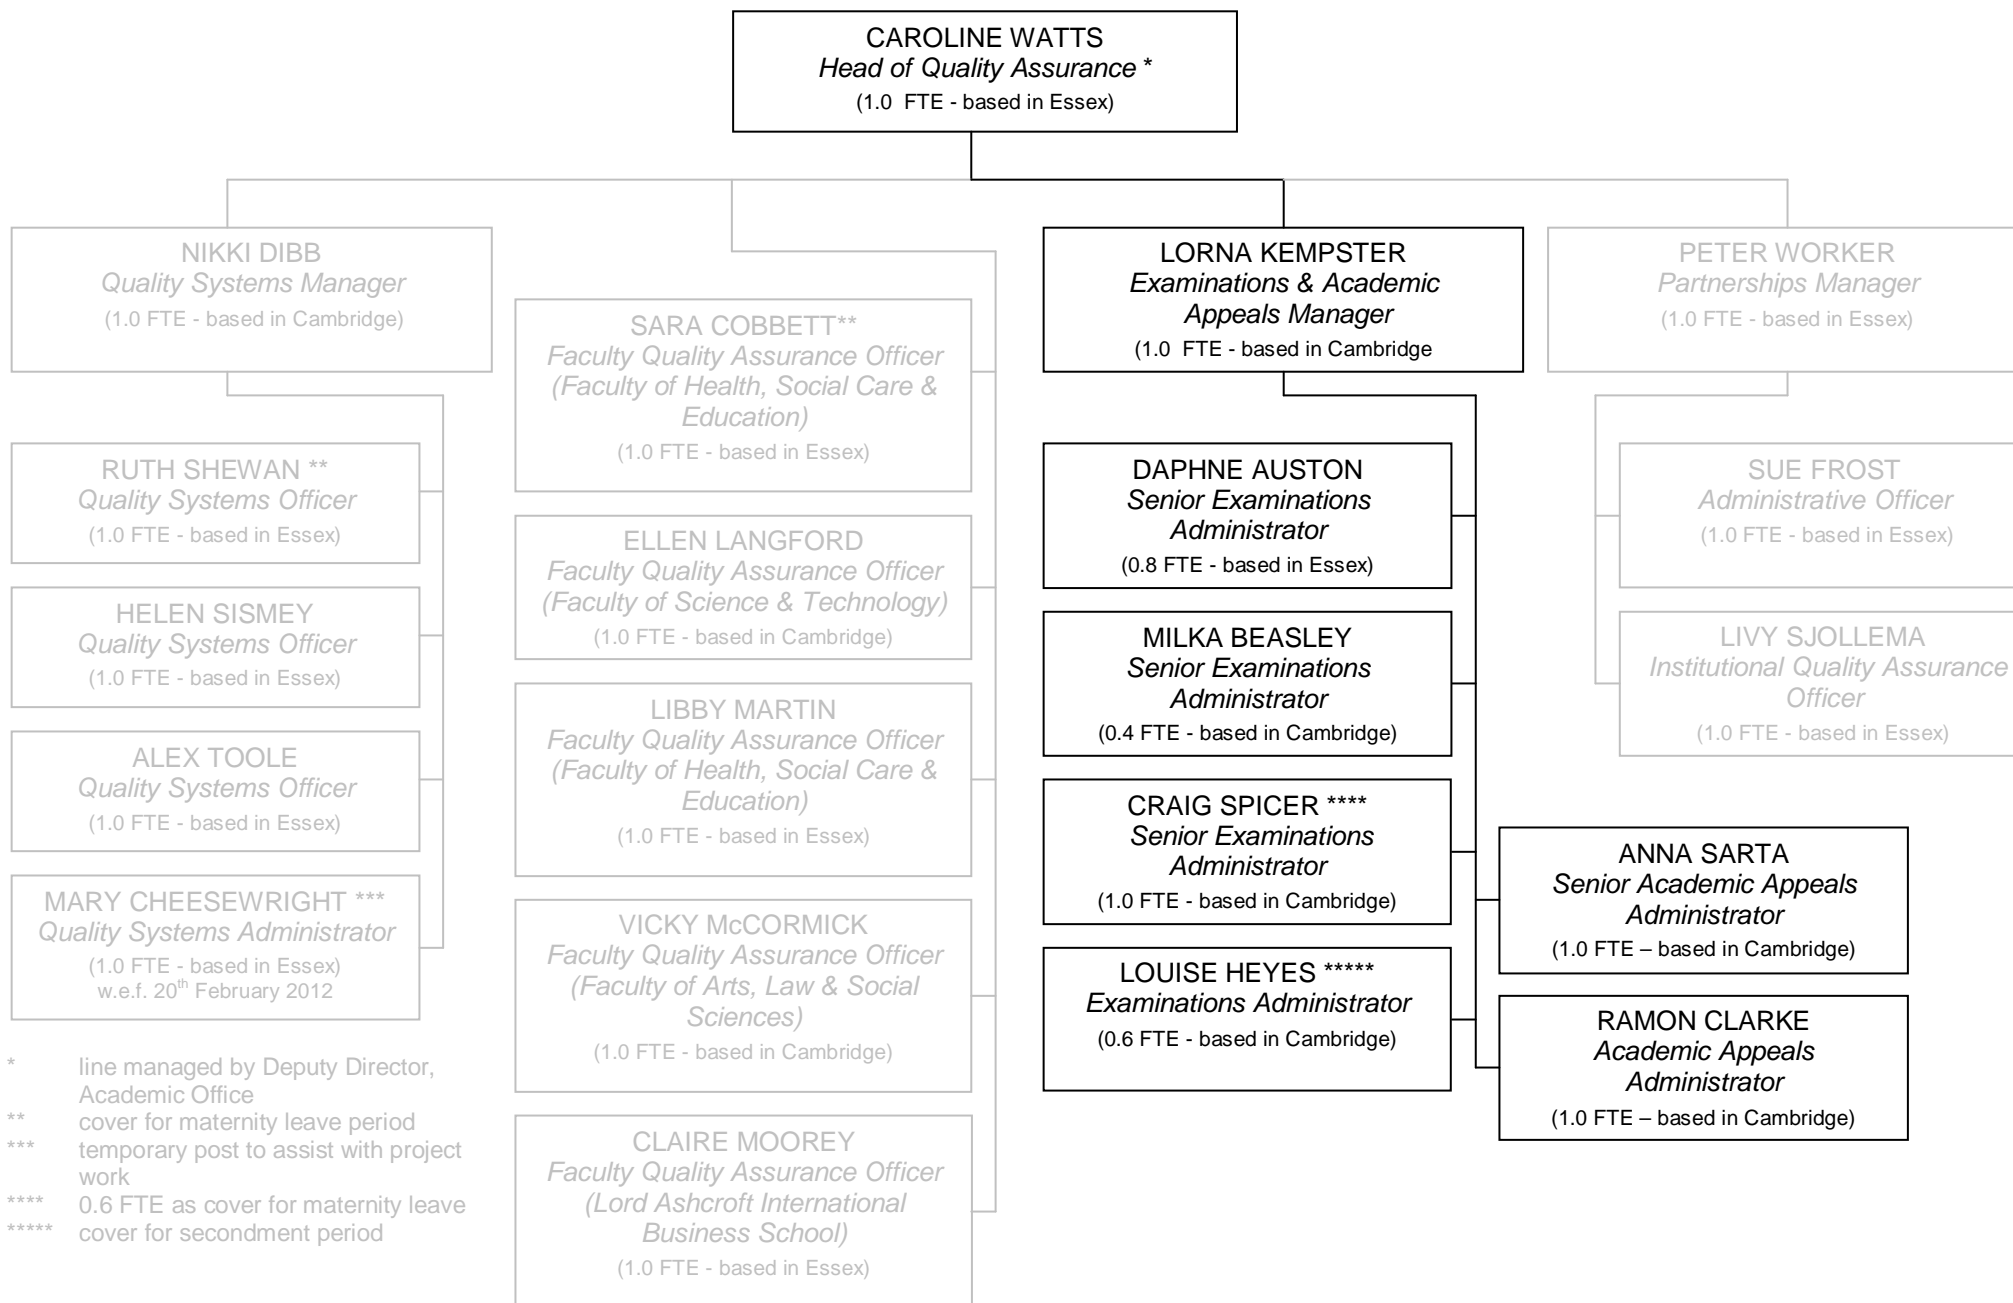 CAROLINE WATTS
Head of Quality Assurance *
(1.0 FTE - based in Essex)
NIKKI DIBB
Quality Systems Manager
(1.0 FTE - based in Cambridge)
RUTH SHEWAN **
Quality Systems Officer
(1.0 FTE - based in Essex)
HELEN SISMEY
Quality Systems Officer
(1.0 FTE - based in Essex)
ALEX TOOLE
Quality Systems Officer
(1.0 FTE - based in Essex)
MARY CHEESEWRIGHT ***
Quality Systems Administrator
(1.0 FTE - based in Essex)
w.e.f. 20th February 2012
SARA COBBETT**
Faculty Quality Assurance Officer
(Faculty of Health, Social Care &
Education)
(1.0 FTE - based in Essex)
ELLEN LANGFORD
Faculty Quality Assurance Officer
(Faculty of Science & Technology)
(1.0 FTE - based in Cambridge)
LIBBY MARTIN
Faculty Quality Assurance Officer
(Faculty of Health, Social Care &
Education)
(1.0 FTE - based in Essex)
VICKY McCORMICK
Faculty Quality Assurance Officer
(Faculty of Arts, Law & Social
Sciences)
(1.0 FTE - based in Cambridge)
CLAIRE MOOREY
Faculty Quality Assurance Officer
(Lord Ashcroft International
Business School)
(1.0 FTE - based in Essex)
LORNA KEMPSTER
Examinations & Academic
Appeals Manager
(1.0 FTE - based in Cambridge
DAPHNE AUSTON
Senior Examinations
Administrator
(0.8 FTE - based in Essex)
MILKA BEASLEY
Senior Examinations
Administrator
(0.4 FTE - based in Cambridge)
CRAIG SPICER ****
Senior Examinations
Administrator
(1.0 FTE - based in Cambridge)
LOUISE HEYES *****
Examinations Administrator
(0.6 FTE - based in Cambridge)
ANNA SARTA
Senior Academic Appeals
Administrator
(1.0 FTE – based in Cambridge)
RAMON CLARKE
Academic Appeals
Administrator
(1.0 FTE – based in Cambridge)
PETER WORKER
Partnerships Manager
(1.0 FTE - based in Essex)
SUE FROST
Administrative Officer
(1.0 FTE - based in Essex)
LIVY SJOLLEMA
Institutional Quality Assurance
Officer
(1.0 FTE - based in Essex)
* line managed by Deputy Director,
Academic Office
** cover for maternity leave period
*** temporary post to assist with project
work
**** 0.6 FTE as cover for maternity leave
***** cover for secondment period